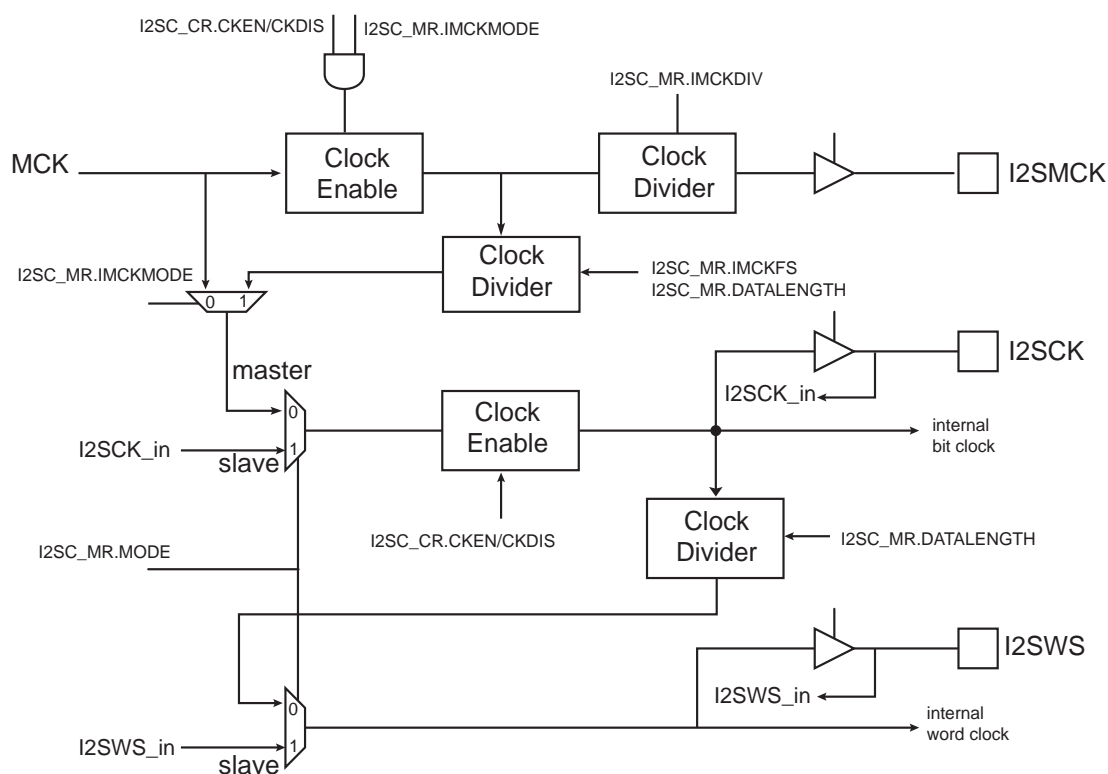 I2SC_CR.CKEN/CKDIS
I2SC_MR.IMCKMODE
I2SC_MR.IMCKDIV
MCK
Clock
Enable
Clock
Divider
I2SMCK
I2SC_MR.IMCKMODE
Clock
Divider
I2SC_MR.IMCKFS
I2SC_MR.DATALENGTH
0 1
I2SCK
master
I2SCK_in
0
Clock
Enable
internal
bit clock
I2SCK_in
1
slave
Clock
Divider
I2SC_CR.CKEN/CKDIS
I2SC_MR.DATALENGTH
I2SC_MR.MODE
I2SWS
I2SWS_in
0
internal
word clock
I2SWS_in
1
slave